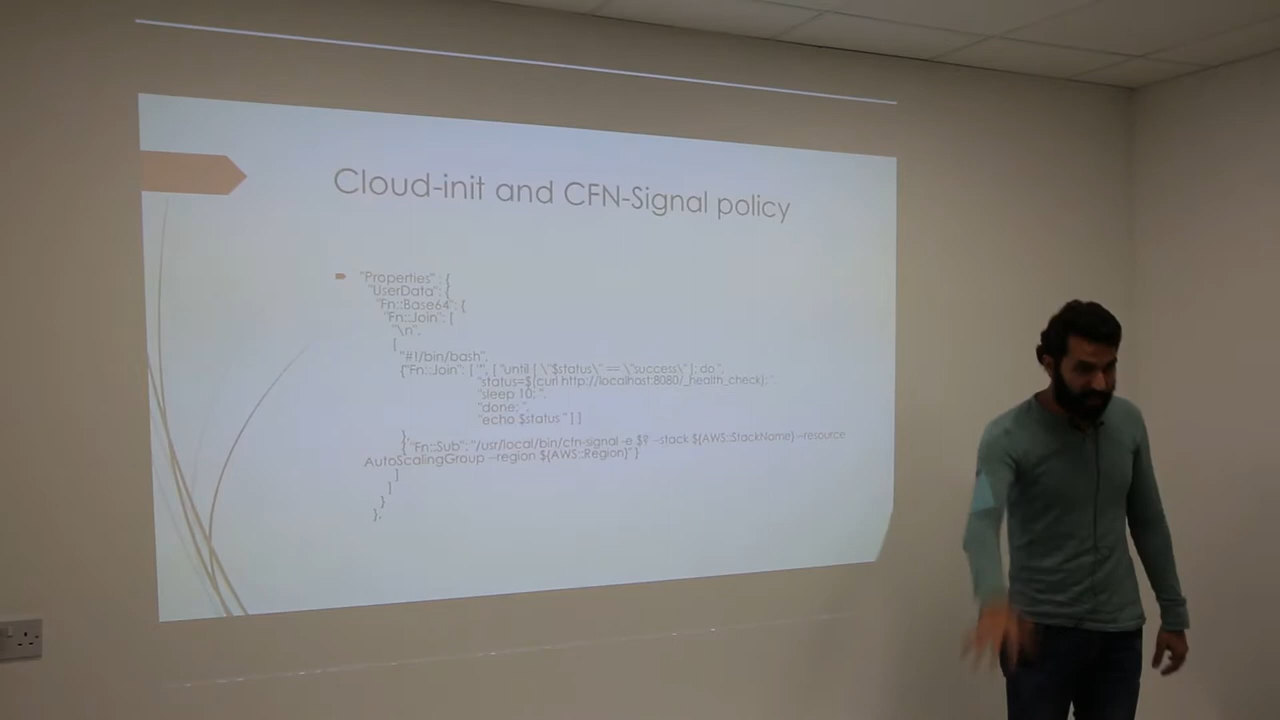 Cloud-init and CFN-Signal policy
"Properties" : {
"UserData": {
"Fn::Base64": {
"Fn::Join": [
"\n",
[
"#!/bin/bash",
{"Fn::Join": [ "", [ "until [ \"$status\" == \"success\" ]; do ",
"status=$(curl http://localhost:8080/_health_check); "
"sleep 10; ",
"done; ",
"echo $status " ] ]
},
{ "Fn::Sub": "/usr/local/bin/cfn-signal -e $? --stack ${AWS::StackName} --resource
AutoScalingGroup --region ${AWS::Region}" }
]
]
}
},